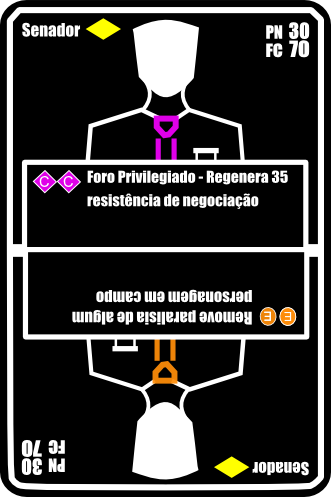 Senador
PN 30
FC 70
C C Foro Privilegiado - Regenera 35
resistência de negociação
E E Remove paralisia de algum
personagem em campo
Senador
PN 30
FC 70